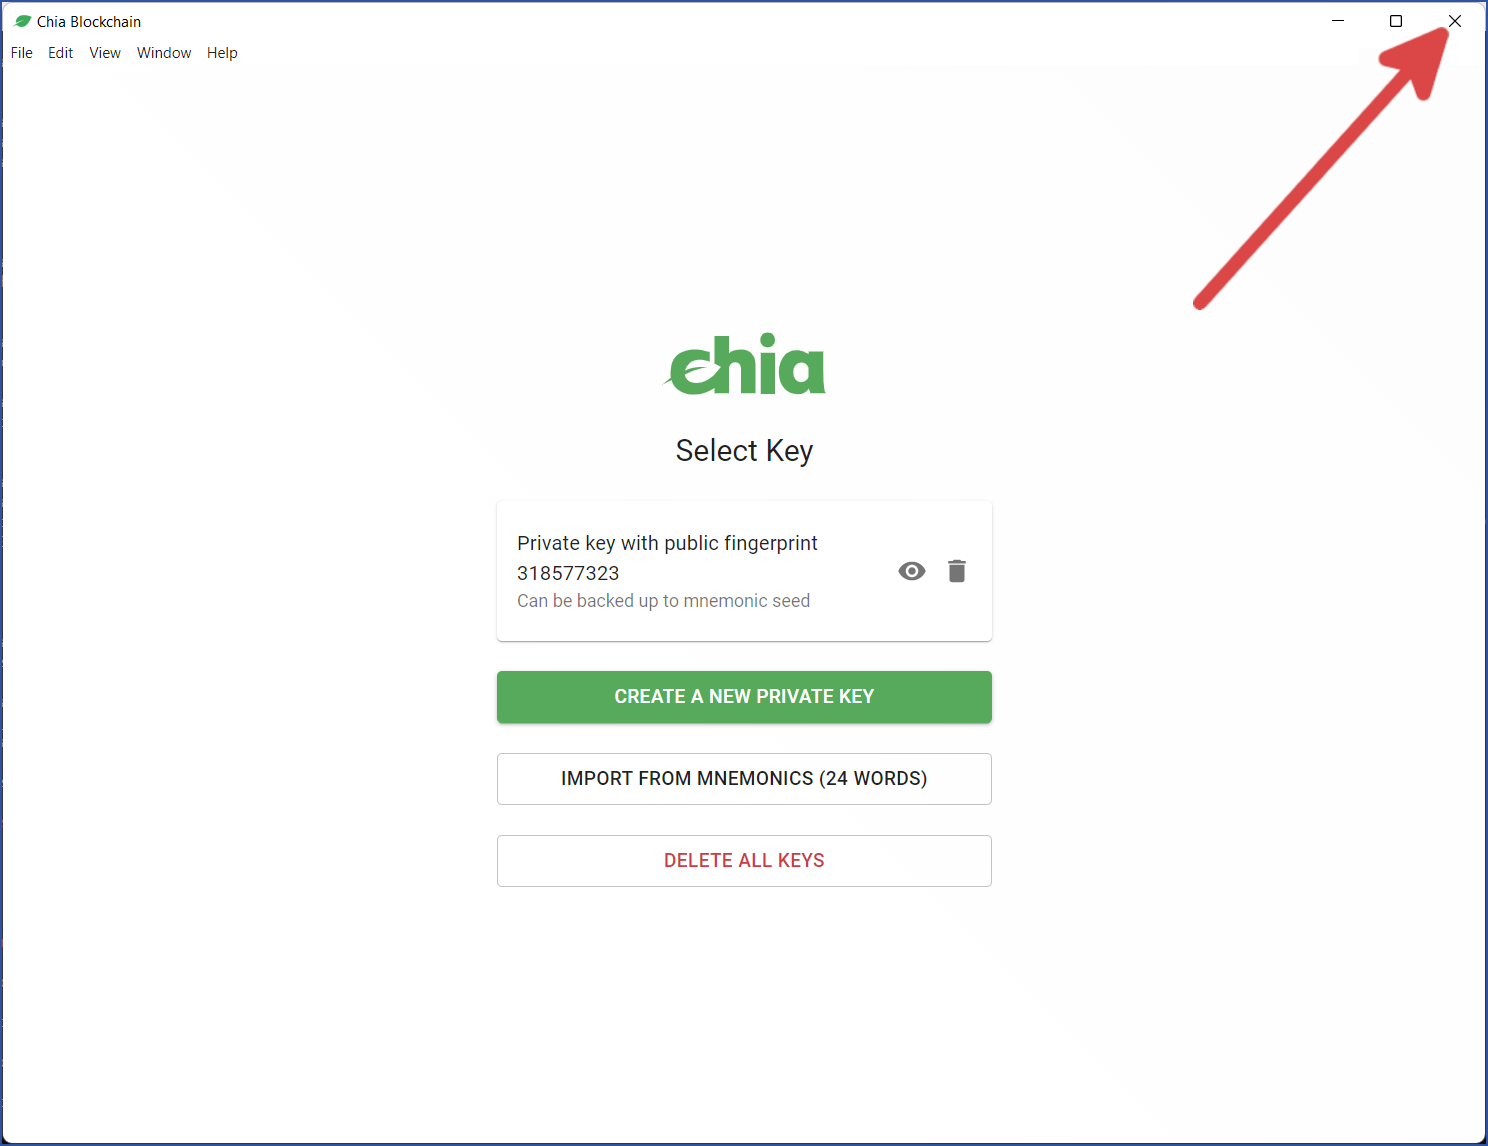 Chia Blockchain
File Edit View Window Help
chia
Select Key
Private key with public fingerprint
318577323
Can be backed up to mnemonic seed
CREATE A NEW PRIVATE KEY
IMPORT FROM MNEMONICS (24 WORDS)
DELETE ALL KEYS